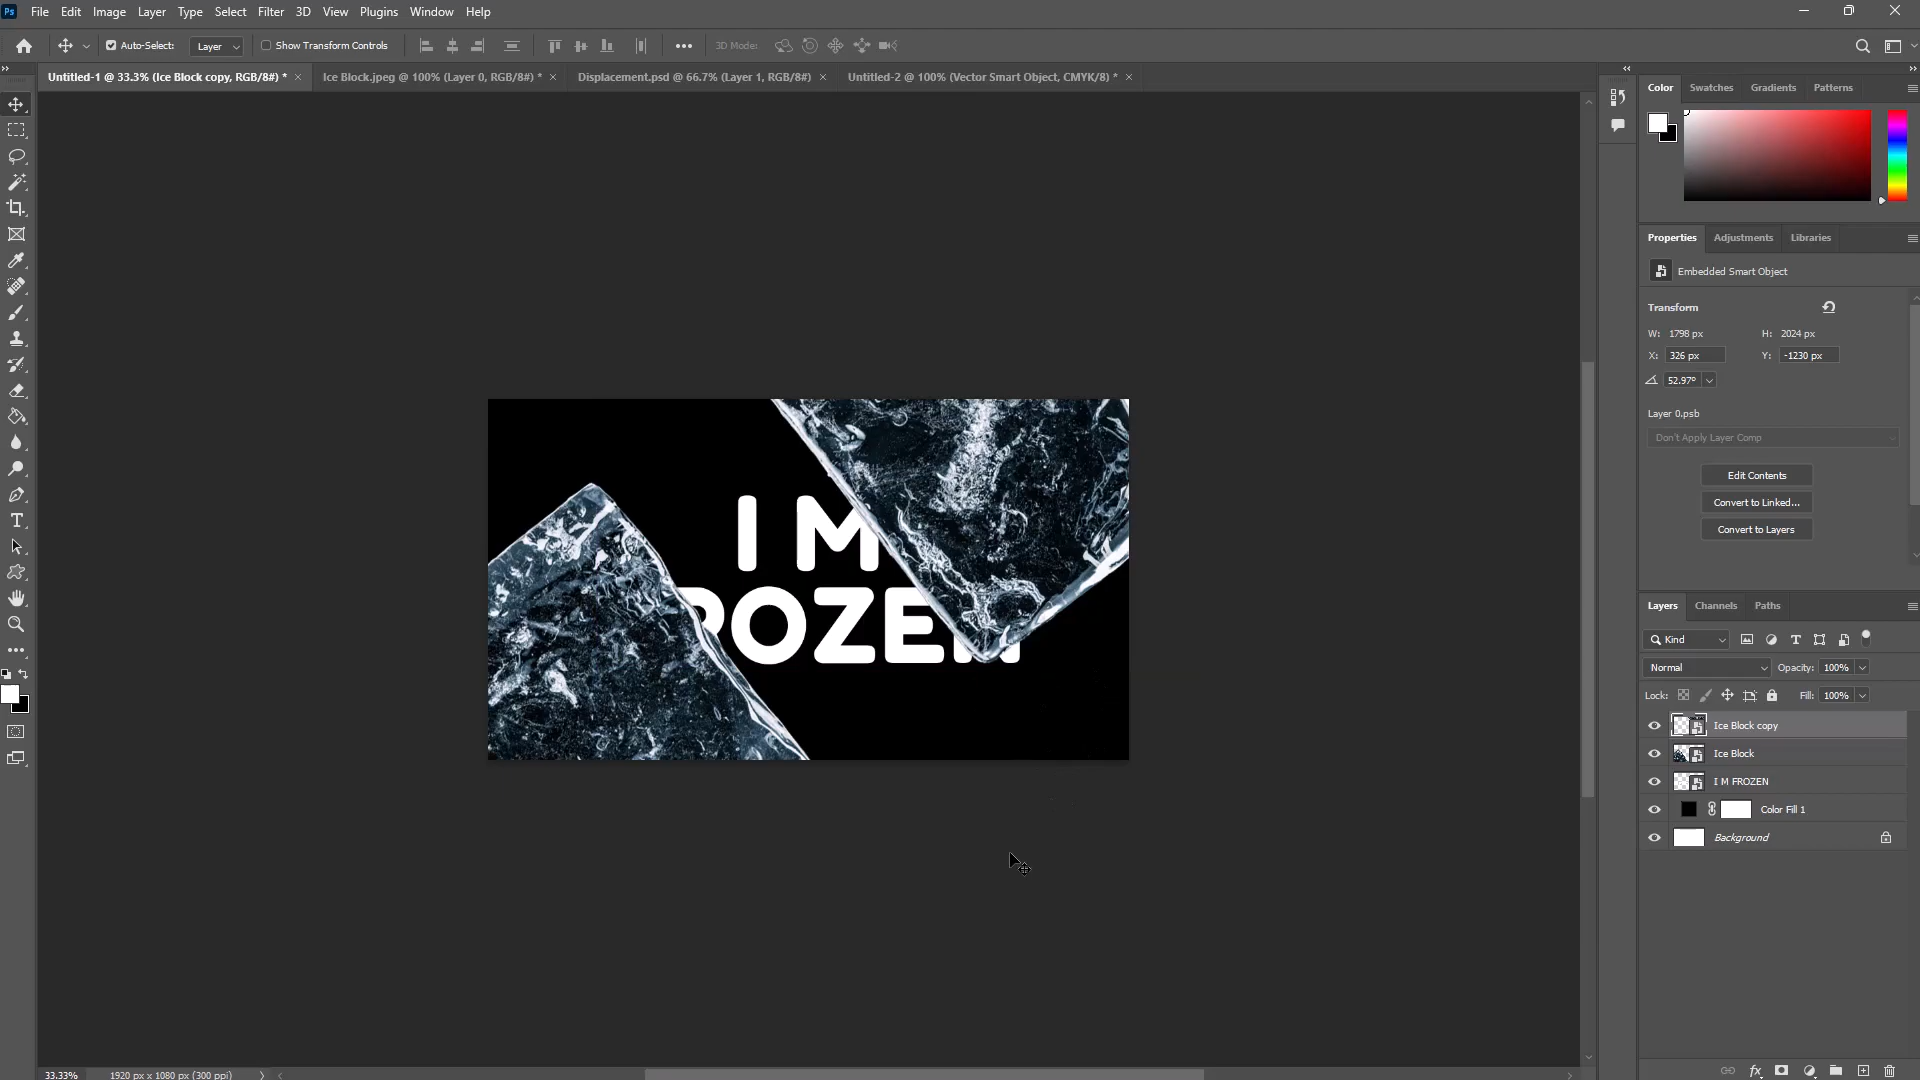 Ps File Edit Image Layer Type Select Filter 3D View Plugins Window Help
Auto-Select: Layer Show Transform Controls 3D Mode:
Untitled-1 @ 33.3% (Ice Block copy, RGB/8#) * Ice Block.jpeg @ 100% (Layer 0, RGB/8#) * Displacement.psd @ 66.7% (Layer 1, RGB/8#) Untitled-2 @ 100% (Vector Smart Object, CMYK/8) *
Color Swatches Gradients Patterns
Properties Adjustments Libraries
Embedded Smart Object
Transform
W: 1798 px H: 2024 px
X: 326 px Y: -1230 px
52.97°
Layer 0.psb
Don't Apply Layer Comp
Edit Contents
Convert to Linked...
Convert to Layers
I M
ROZEN
Layers Channels Paths
Kind
Normal Opacity: 100%
Lock: Fill: 100%
Ice Block copy
Ice Block
I M FROZEN
Color Fill 1
Background
fx
33.33% 1920 px x 1080 px (300 ppi)